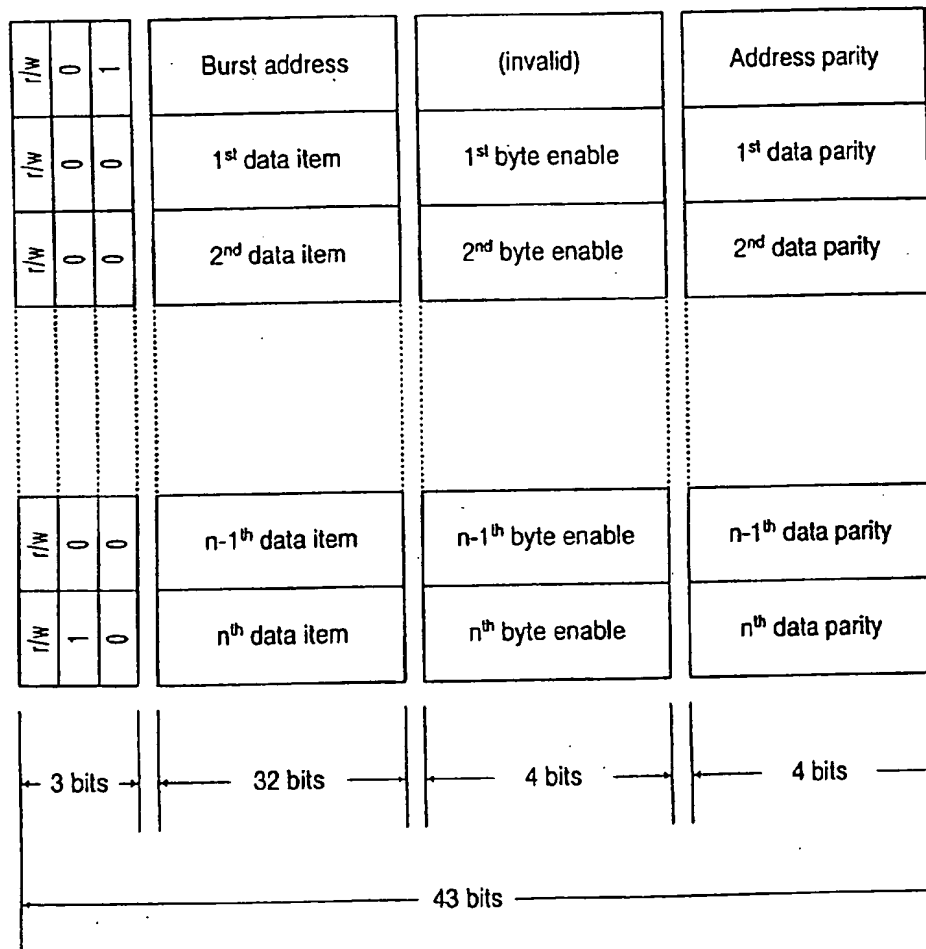 r/w 0 1 Burst address (invalid) Address parity
r/w 0 0 1st data item 1st byte enable 1st data parity
r/w 0 0 2nd data item 2nd byte enable 2nd data parity
r/w 0 0 n-1th data item n-1th byte enable n-1th data parity
r/w 1 0 nth data item nth byte enable nth data parity
3 bits 32 bits 4 bits 4 bits
43 bits